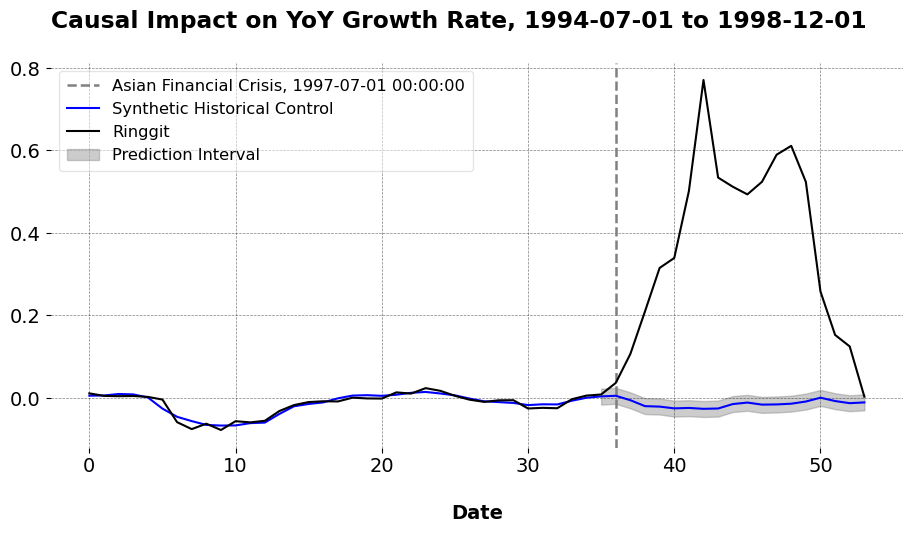 Causal Impact on YoY Growth Rate, 1994-07-01 to 1998-12-01
0.8
0.6
0.4
0.2
0.0
Asian Financial Crisis, 1997-07-01 00:00:00
Synthetic Historical Control
Ringgit
Prediction Interval
0 10 20 30 40 50
Date